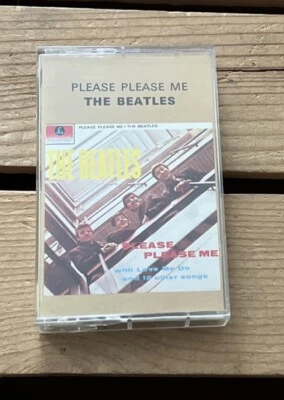 PLEASE PLEASE ME
THE BEATLES
PLEASE PLEASE ME • THE BEATLES
THE BEATLES
PLEASE
PLEASE ME
with Love Me Do
and 12 other songs